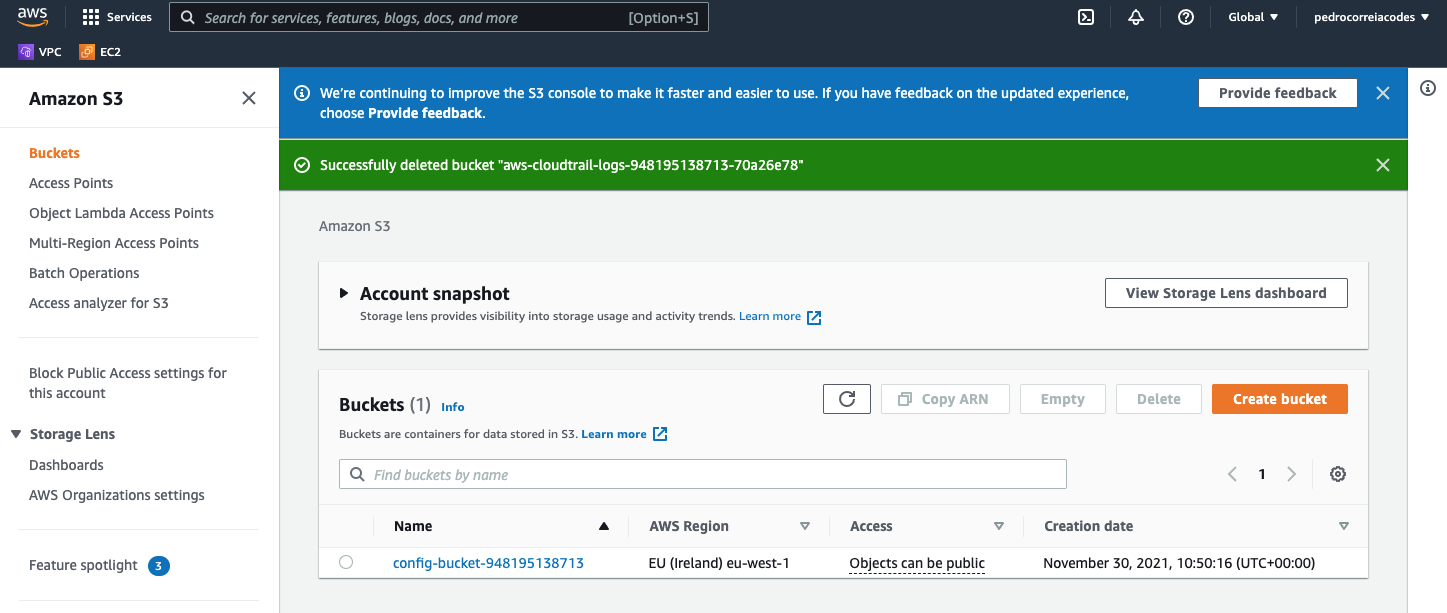 aws
Services
Search for services, features, blogs, docs, and more
[Option+S]
Global
pedrocorreiacodes
VPC
EC2
Amazon S3
Buckets
Access Points
Object Lambda Access Points
Multi-Region Access Points
Batch Operations
Access analyzer for S3
Block Public Access settings for
this account
Storage Lens
Dashboards
AWS Organizations settings
Feature spotlight
3
We're continuing to improve the S3 console to make it faster and easier to use. If you have feedback on the updated experience,
choose Provide feedback.
Provide feedback
Successfully deleted bucket "aws-cloudtrail-logs-948195138713-70a26e78"
Amazon S3
Account snapshot
Storage lens provides visibility into storage usage and activity trends. Learn more
View Storage Lens dashboard
Buckets (1) Info
Buckets are containers for data stored in S3. Learn more
Copy ARN
Empty
Delete
Create bucket
Find buckets by name
1
Name
AWS Region
Access
Creation date
config-bucket-948195138713
EU (Ireland) eu-west-1
Objects can be public
November 30, 2021, 10:50:16 (UTC+00:00)